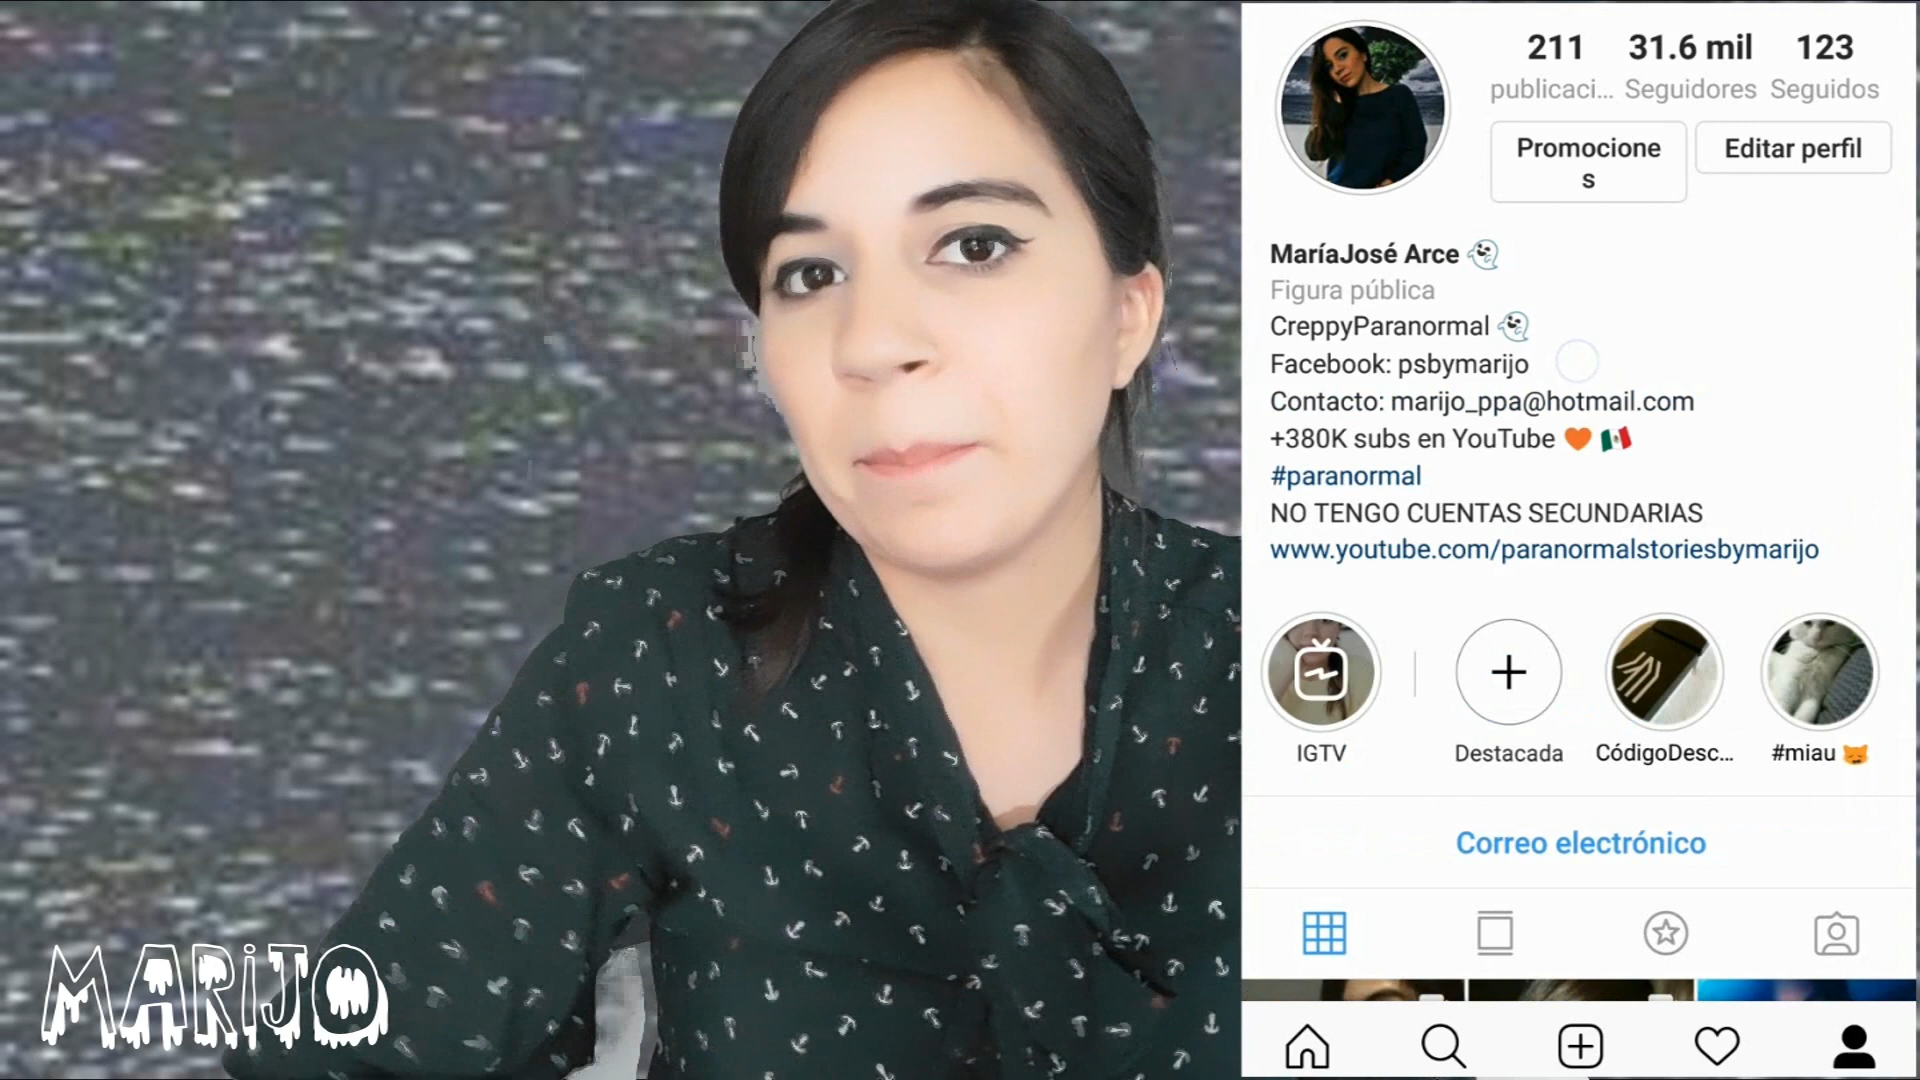 211 31.6 mil 123
publicaci... Seguidores Seguidos
Promocione
s
Editar perfil
MaríaJosé Arce 👻
Figura pública
CreppyParanormal 👻
Facebook: psbymarijo
Contacto: marijo_ppa@hotmail.com
+380K subs en YouTube 🧡 🇲🇽
#paranormal
NO TENGO CUENTAS SECUNDARIAS
www.youtube.com/paranormalstoriesbymarijo
IGTV Destacada CódigoDesc... #miau 😽
Correo electrónico
MARiJO